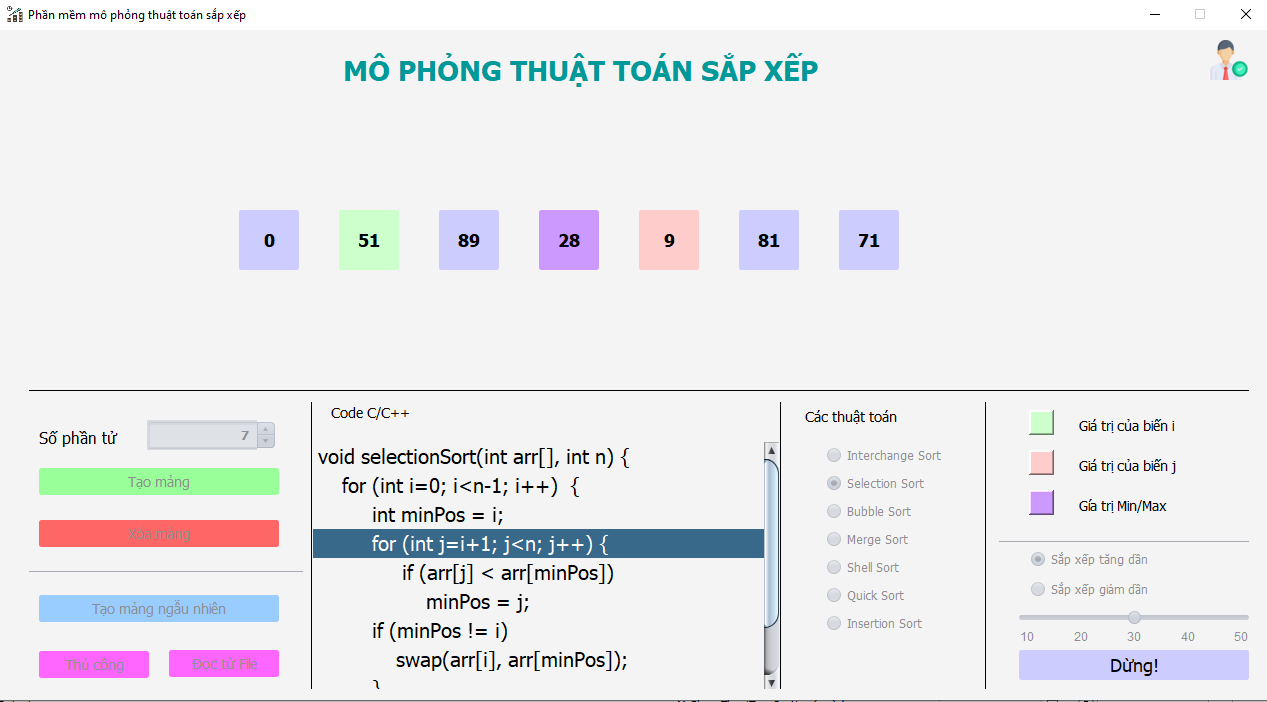 Phần mềm mô phỏng thuật toán sắp xếp
MÔ PHỎNG THUẬT TOÁN SẮP XẾP
0 51 89 28 9 81 71
Số phần tử 7
Tạo mảng
Xóa mảng
Tạo mảng ngẫu nhiên
Thủ công Đọc từ File
Code C/C++
void selectionSort(int arr[], int n) {
for (int i=0; i<n-1; i++) {
int minPos = i;
for (int j=i+1; j<n; j++) {
if (arr[j] < arr[minPos])
minPos = j;
if (minPos != i)
swap(arr[i], arr[minPos]);
}
Các thuật toán
Interchange Sort
Selection Sort
Bubble Sort
Merge Sort
Shell Sort
Quick Sort
Insertion Sort
Giá trị của biến i
Giá trị của biến j
Gía trị Min/Max
Sắp xếp tăng dần
Sắp xếp giảm dần
10 20 30 40 50
Dừng!